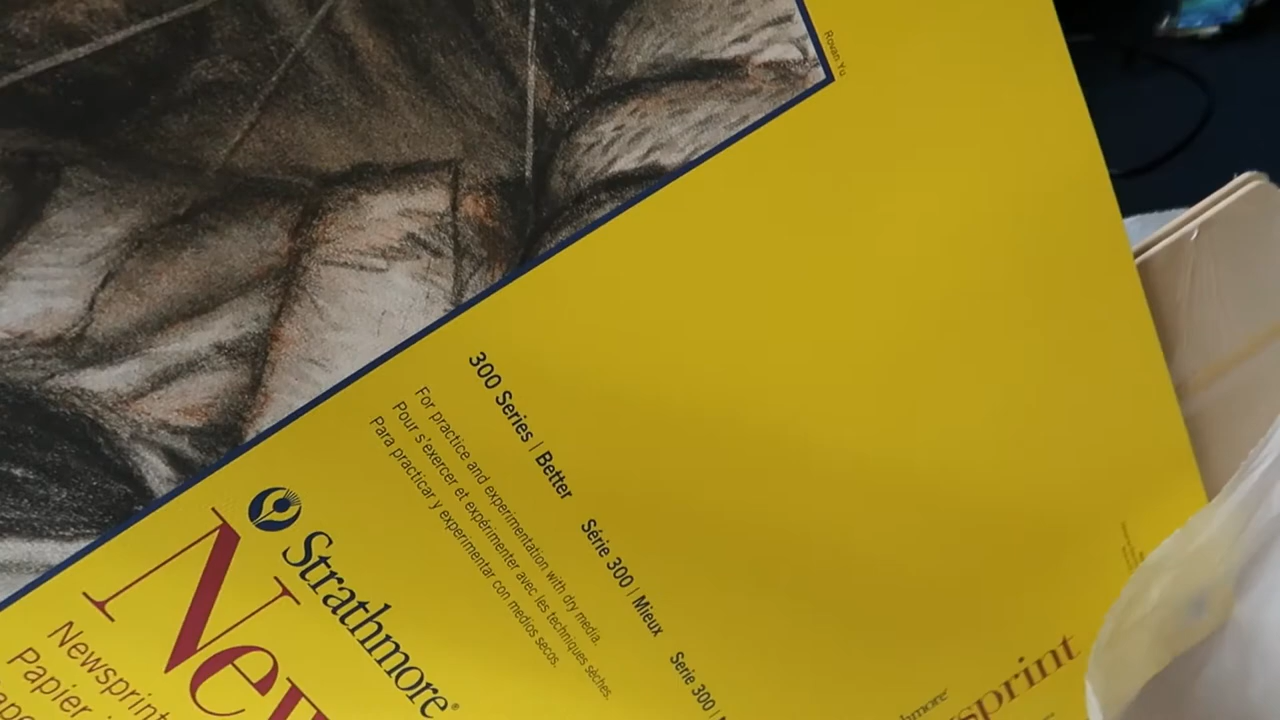 Rovan Yu
300 Series | Better
Série 300 | Mieux
Serie 300 |
For practice and experimentation with dry media.
Pour s'exercer et expérimenter avec les techniques sèches.
Para practicar y experimentar con medios secos.
Strathmore®
New
Newsprint
Papier
sprint